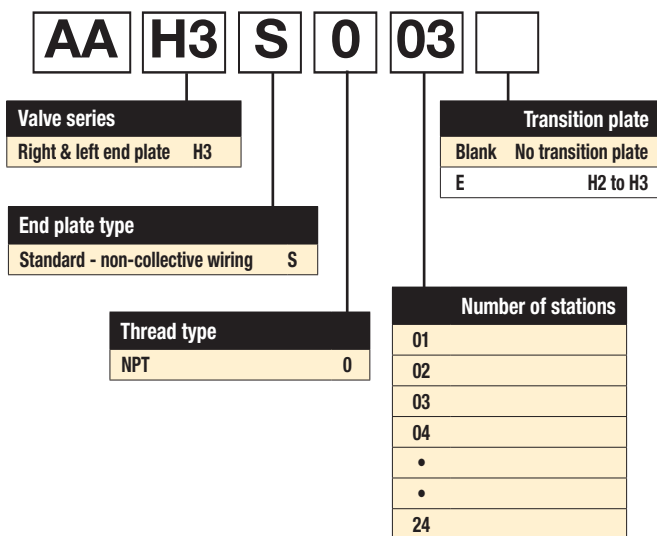 AA H3 S 0 03
Valve series
Right & left end plate H3
Transition plate
Blank No transition plate
E H2 to H3
End plate type
Standard - non-collective wiring S
Thread type
NPT 0
Number of stations
01
02
03
04
•
•
24